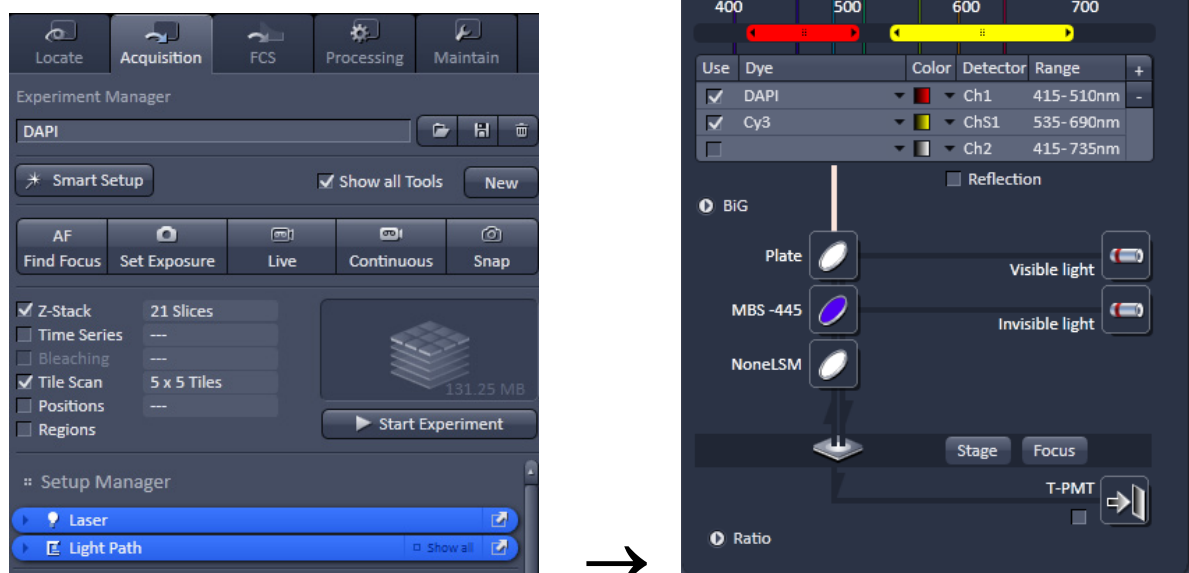 Locate Acquisition FCS Processing Maintain
Experiment Manager
DAPI
Smart Setup Show all Tools New
AF
Find Focus Set Exposure Live Continuous Snap
Z-Stack 21 Slices
Time Series ---
Bleaching ---
Tile Scan 5 x 5 Tiles
131.25 MB
Positions ---
Regions
Start Experiment
Setup Manager
Laser
Light Path Show all
→
400 500 600 700
Use Dye Color Detector Range +
DAPI Ch1 415-510nm -
Cy3 ChS1 535-690nm
Ch2 415-735nm
Reflection
BiG
Plate
Visible light
MBS -445
Invisible light
NoneLSM
Stage Focus
T-PMT
Ratio